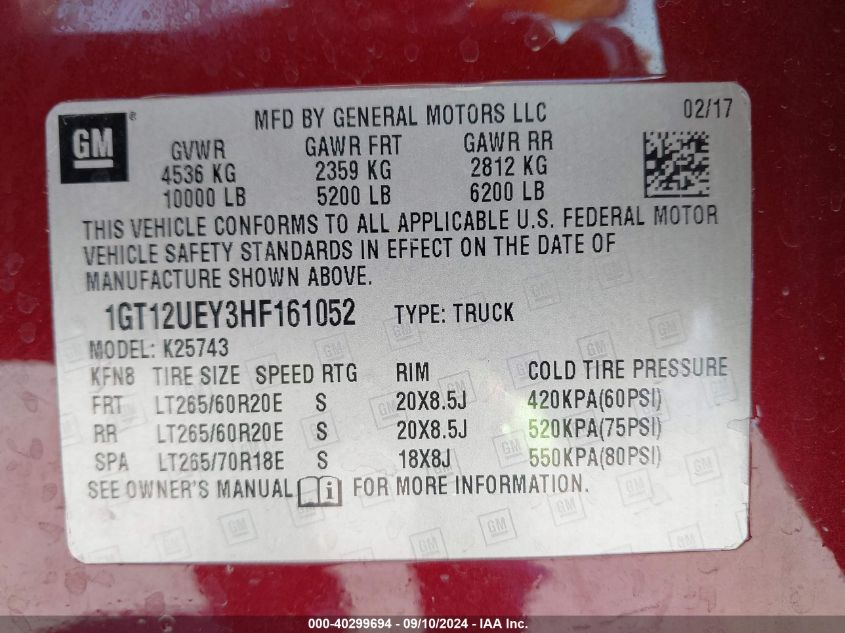 GM
®
MFD BY GENERAL MOTORS LLC
02/17
GVWR GAWR FRT GAWR RR
4536 KG 2359 KG 2812 KG
10000 LB 5200 LB 6200 LB
THIS VEHICLE CONFORMS TO ALL APPLICABLE U.S. FEDERAL MOTOR
VEHICLE SAFETY STANDARDS IN EFFECT ON THE DATE OF
MANUFACTURE SHOWN ABOVE.
1GT12UEY3HF161052 TYPE: TRUCK
MODEL: K25743
KFN8 TIRE SIZE SPEED RTG RIM COLD TIRE PRESSURE
FRT LT265/60R20E S 20X8.5J 420KPA(60PSI)
RR LT265/60R20E S 20X8.5J 520KPA(75PSI)
SPA LT265/70R18E S 18X8J 550KPA(80PSI)
SEE OWNER'S MANUAL i FOR MORE INFORMATION.
000-40299694 - 09/10/2024 - IAA Inc.